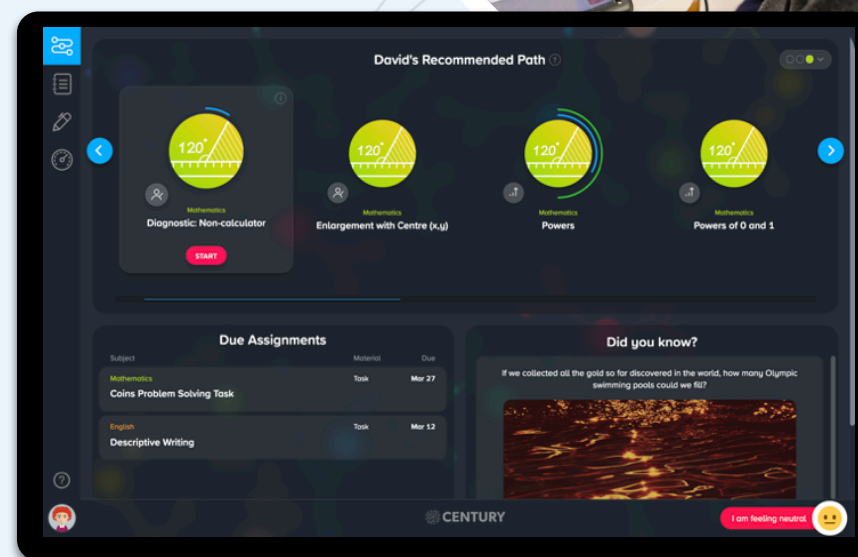 David's Recommended Path ?
120°
120°
120°
120°
Mathematics
Mathematics
Mathematics
Mathematics
Diagnostic: Non-calculator
Enlargement with Centre (x,y)
Powers
Powers of 0 and 1
START
Due Assignments
Subject
Material
Due
Mathematics
Task
Mar 27
Coins Problem Solving Task
English
Task
Mar 12
Descriptive Writing
Did you know?
If we collected all the gold so far discovered in the world, how many Olympic
swimming pools could we fill?
?
CENTURY
I am feeling neutral